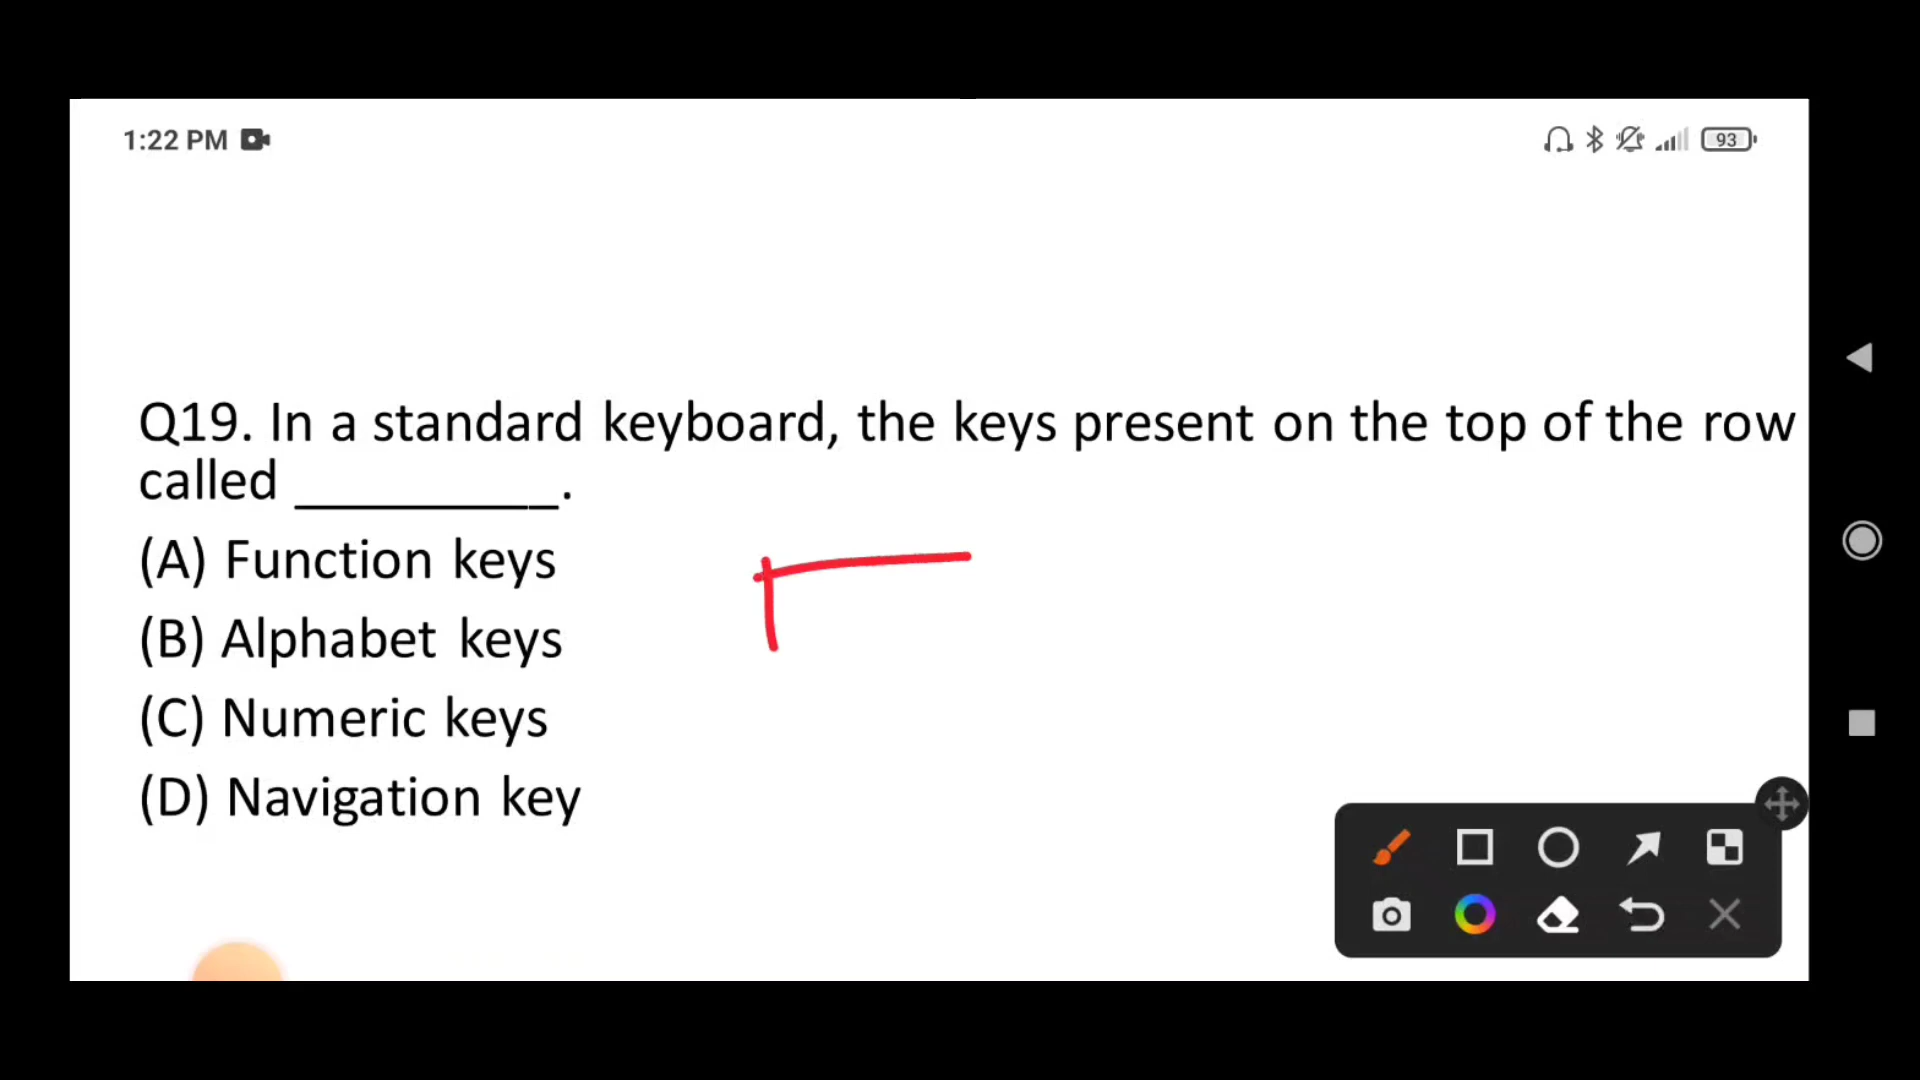 1:22 PM
93
Q19. In a standard keyboard, the keys present on the top of the row
called __________.
(A) Function keys
(B) Alphabet keys
(C) Numeric keys
(D) Navigation key